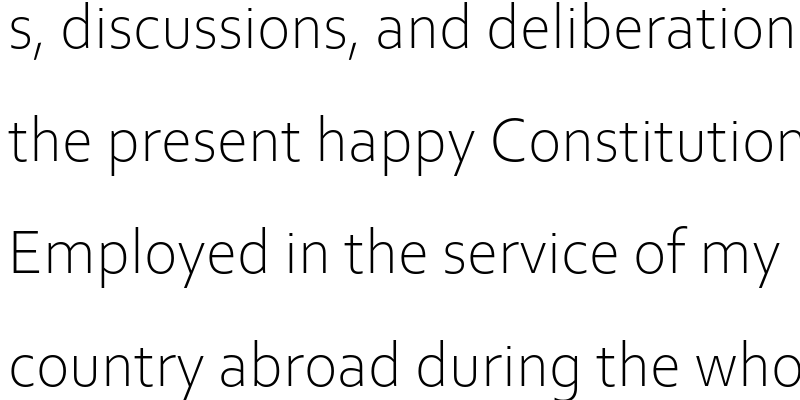 s, discussions, and deliberation
the present happy Constitution
Employed in the service of my
country abroad during the who